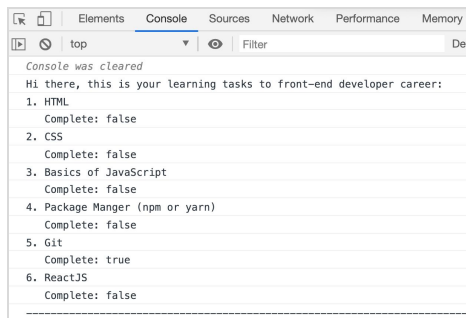 Elements Console Sources Network Performance Memory
top Filter De
Console was cleared
Hi there, this is your learning tasks to front-end developer career:
1. HTML
Complete: false
2. CSS
Complete: false
3. Basics of JavaScript
Complete: false
4. Package Manger (npm or yarn)
Complete: false
5. Git
Complete: true
6. ReactJS
Complete: false
--------------------------------------------------------------------------